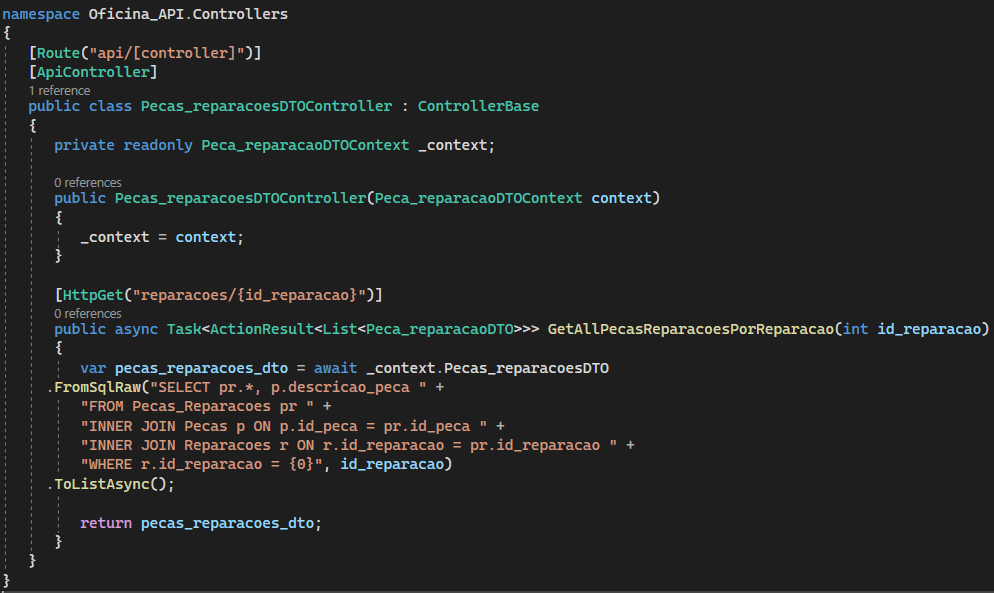 namespace Oficina_API.Controllers
{
[Route("api/[controller]")]
[ApiController]
1 reference
public class Pecas_reparacoesDTOController : ControllerBase
{
private readonly Peca_reparacaoDTOContext _context;
0 references
public Pecas_reparacoesDTOController(Peca_reparacaoDTOContext context)
{
_context = context;
}
[HttpGet("reparacoes/{id_reparacao}")]
0 references
public async Task<ActionResult<List<Peca_reparacaoDTO>>> GetAllPecasReparacoesPorReparacao(int id_reparacao)
{
var pecas_reparacoes_dto = await _context.Pecas_reparacoesDTO
.FromSqlRaw("SELECT pr.*, p.descricao_peca " +
"FROM Pecas_Reparacoes pr " +
"INNER JOIN Pecas p ON p.id_peca = pr.id_peca " +
"INNER JOIN Reparacoes r ON r.id_reparacao = pr.id_reparacao " +
"WHERE r.id_reparacao = {0}", id_reparacao)
.ToListAsync();
return pecas_reparacoes_dto;
}
}
}